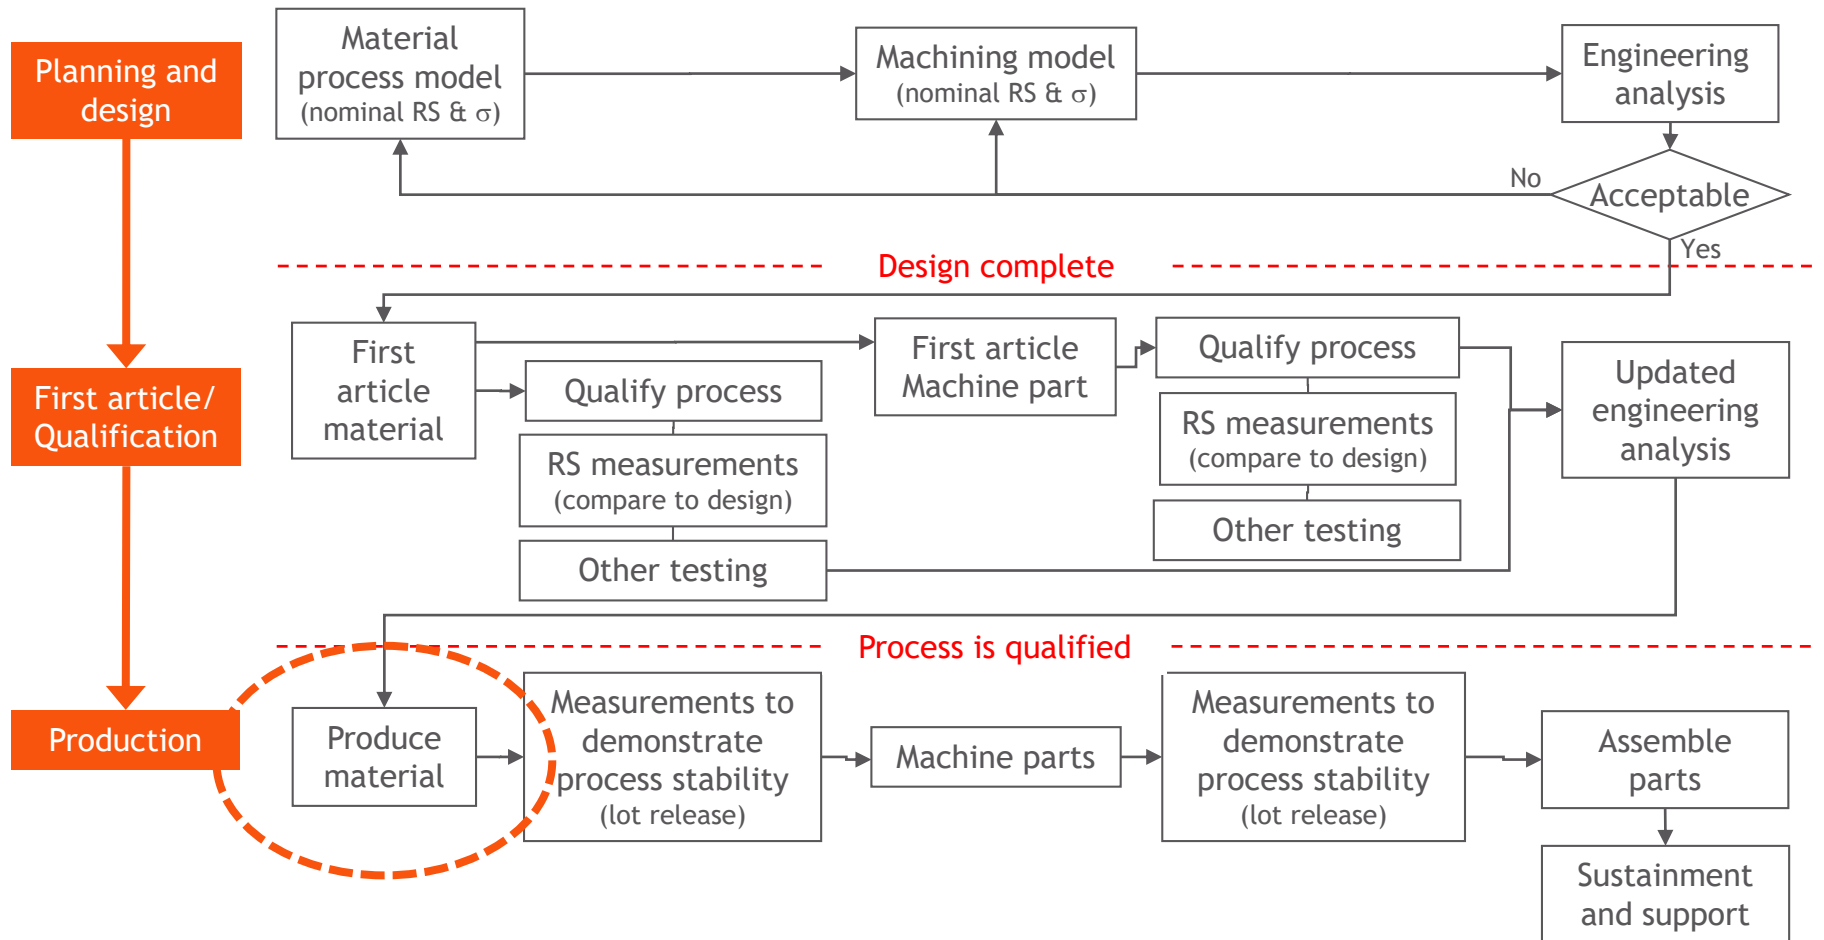 Planning and
design
Material
process model
(nominal RS & σ)
Machining model
(nominal RS & σ)
Engineering
analysis
No
Acceptable
Yes
Design complete
First article/
Qualification
First
article
material
Qualify process
RS measurements
(compare to design)
Other testing
First article
Machine part
Qualify process
RS measurements
(compare to design)
Other testing
Updated
engineering
analysis
Process is qualified
Production
Produce
material
Measurements to
demonstrate
process stability
(lot release)
Machine parts
Measurements to
demonstrate
process stability
(lot release)
Assemble
parts
Sustainment
and support